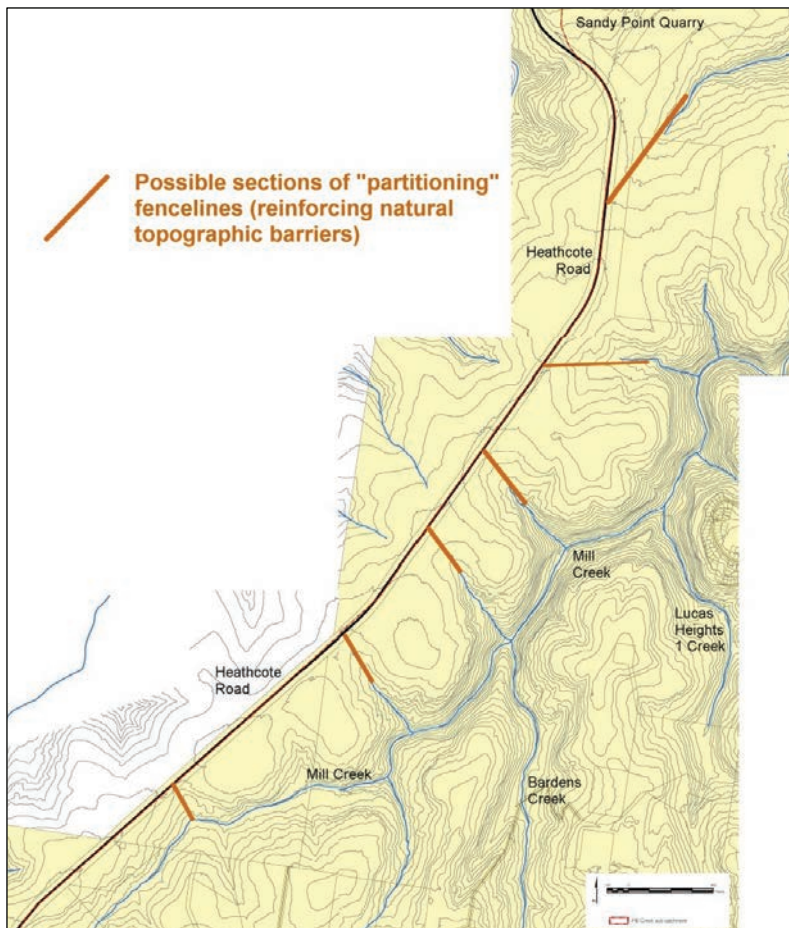 Sandy Point Quarry
Possible sections of "partitioning"
fencelines (reinforcing natural
topographic barriers)
Heathcote
Road
Mill
Creek
Lucas
Heights
1 Creek
Heathcote
Road
Mill Creek
Bardens
Creek